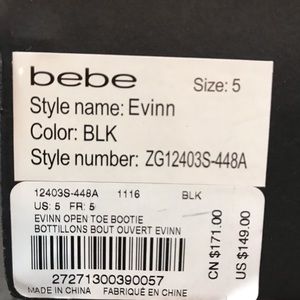 bebe Size: 5
Style name: Evinn
Color: BLK
Style number: ZG12403S-448A
12403S-448A 1116 BLK
US: 5 FR: 5
EVINN OPEN TOE BOOTIE
BOTTILLONS BOUT OUVERT EVINN
27271300390057
MADE IN CHINA FABRIQUÉ EN CHINE
CN $171.00
US $149.00